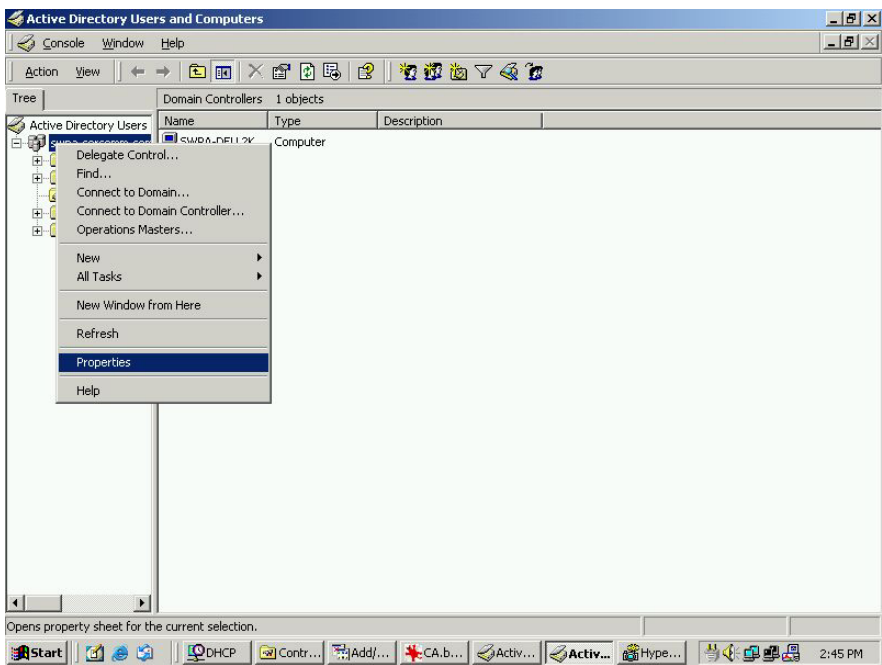 Active Directory Users and Computers
Console Window Help
Action View
Tree
Domain Controllers 1 objects
Active Directory Users
Name Type Description
Computer
Delegate Control...
Find...
Connect to Domain...
Connect to Domain Controller...
Operations Masters...
New
All Tasks
New Window from Here
Refresh
Properties
Help
Opens property sheet for the current selection.
Start DHCP Contr... Add/... CA.b... Activ... Activ... Hype... 2:45 PM